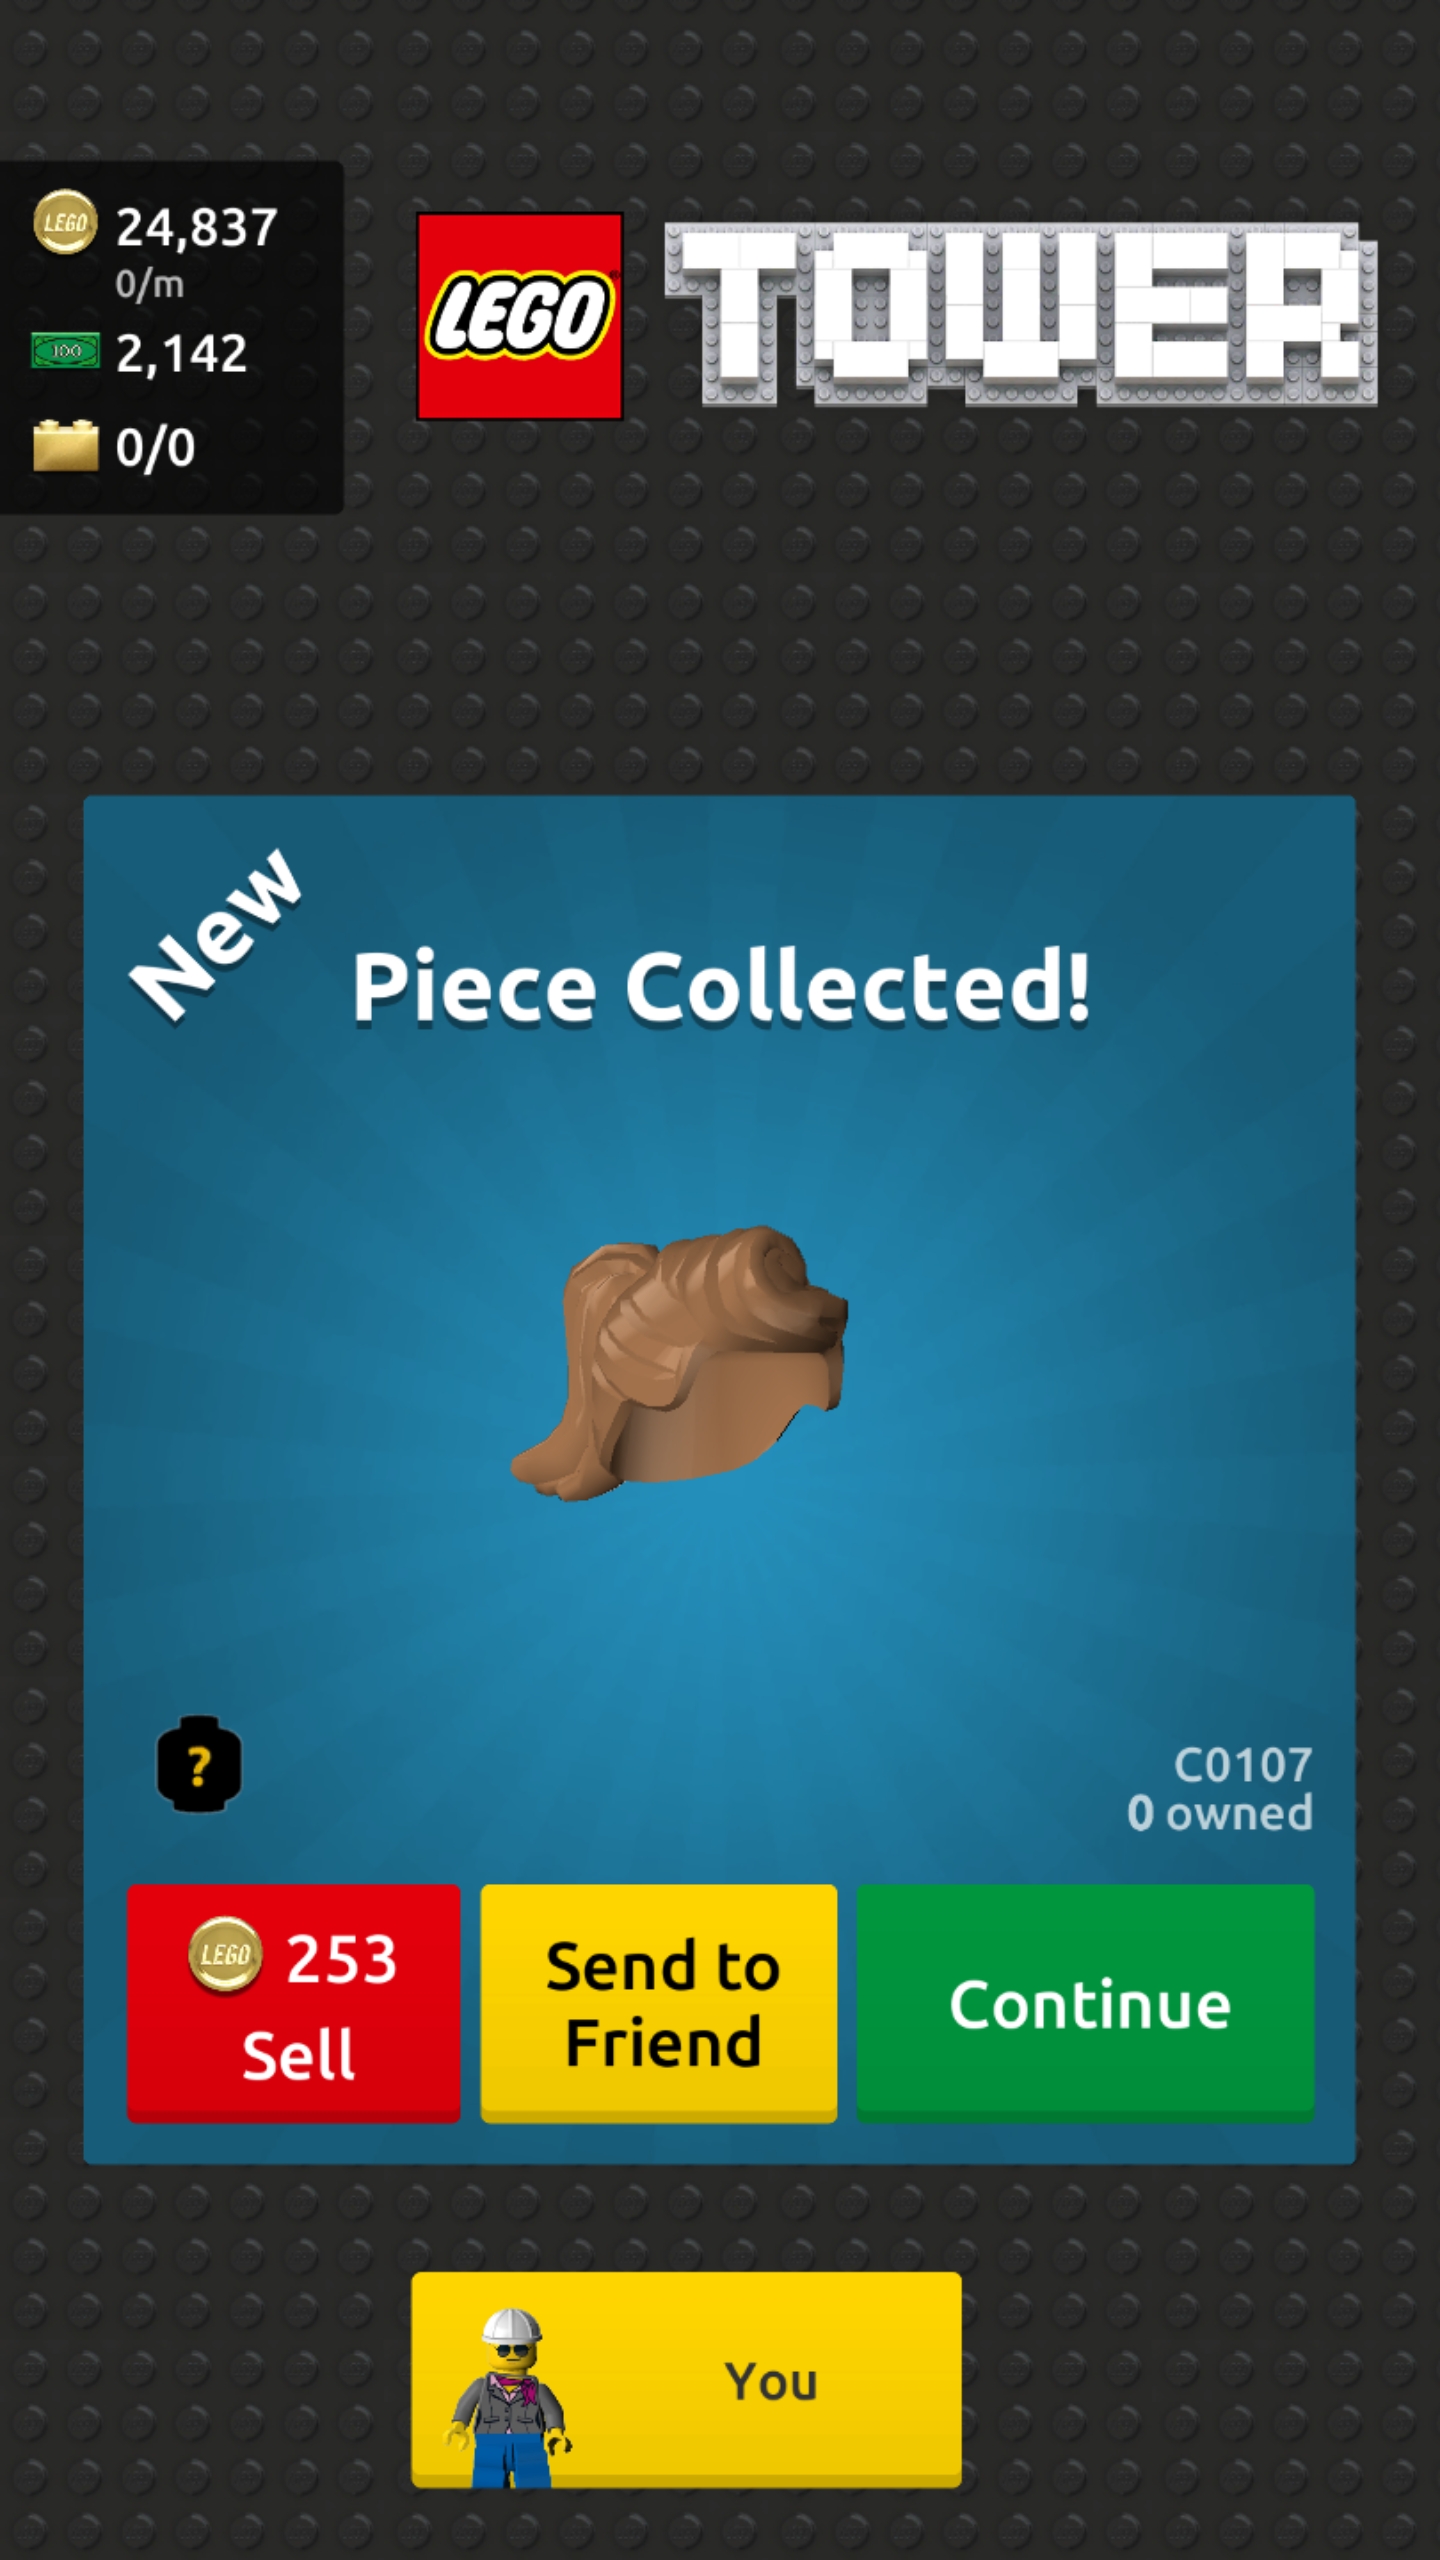 LEGO
24,837
0/m
100
2,142
0/0
LEGO
TOWER
New
Piece Collected!
?
C0107
0 owned
LEGO
253
Sell
Send to
Friend
Continue
You